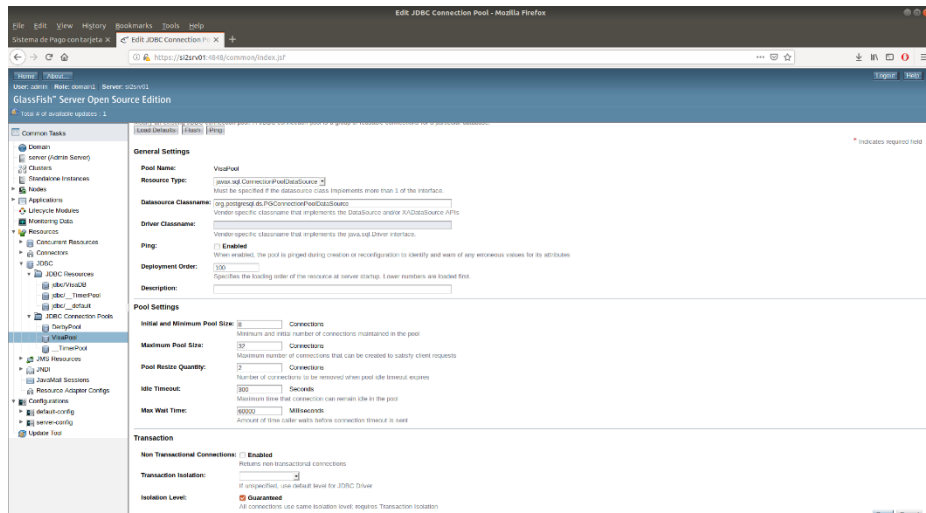 Edit JDBC Connection Pool - Mozilla Firefox
File Edit View History Bookmarks Tools Help
Sistema de Pago con tarjeta × Edit JDBC Connection Po × +
https://si2srv01:4848/common/index.jsf
Home About...
Logout Help
User: admin Role: domain1 Server: si2srv01
GlassFish™ Server Open Source Edition
Total # of available updates : 1
Common Tasks
Domain
server (Admin Server)
Clusters
Standalone Instances
Nodes
Applications
Lifecycle Modules
Monitoring Data
Resources
Concurrent Resources
Connectors
JDBC
JDBC Resources
jdbc/VisaDB
jdbc/__TimerPool
jdbc/__default
JDBC Connection Pools
DerbyPool
VisaPool
__TimerPool
JMS Resources
JNDI
JavaMail Sessions
Resource Adapter Configs
Configurations
default-config
server-config
Update Tool
Load Defaults Flush Ping
* Indicates required field
General Settings
Pool Name: VisaPool
Resource Type: javax.sql.ConnectionPoolDataSource
Must be specified if the datasource class implements more than 1 of the interface.
Datasource Classname: org.postgresql.ds.PGConnectionPoolDataSource
Vendor-specific classname that implements the DataSource and/or XADataSource APIs
Driver Classname:
Vendor-specific classname that implements the java.sql.Driver interface.
Ping: Enabled
When enabled, the pool is pinged during creation or reconfiguration to identify and warn of any erroneous values for its attributes
Deployment Order: 100
Specifies the loading order of the resource at server startup. Lower numbers are loaded first.
Description:
Pool Settings
Initial and Minimum Pool Size: 8 Connections
Minimum and initial number of connections maintained in the pool
Maximum Pool Size: 32 Connections
Maximum number of connections that can be created to satisfy client requests
Pool Resize Quantity: 2 Connections
Number of connections to be removed when pool idle timeout expires
Idle Timeout: 300 Seconds
Maximum time that connection can remain idle in the pool
Max Wait Time: 60000 Milliseconds
Amount of time caller waits before connection timeout is sent
Transaction
Non Transactional Connections: Enabled
Returns non-transactional connections
Transaction Isolation:
If unspecified, use default level for JDBC Driver
Isolation Level: Guaranteed
All connections use same isolation level; requires Transaction Isolation